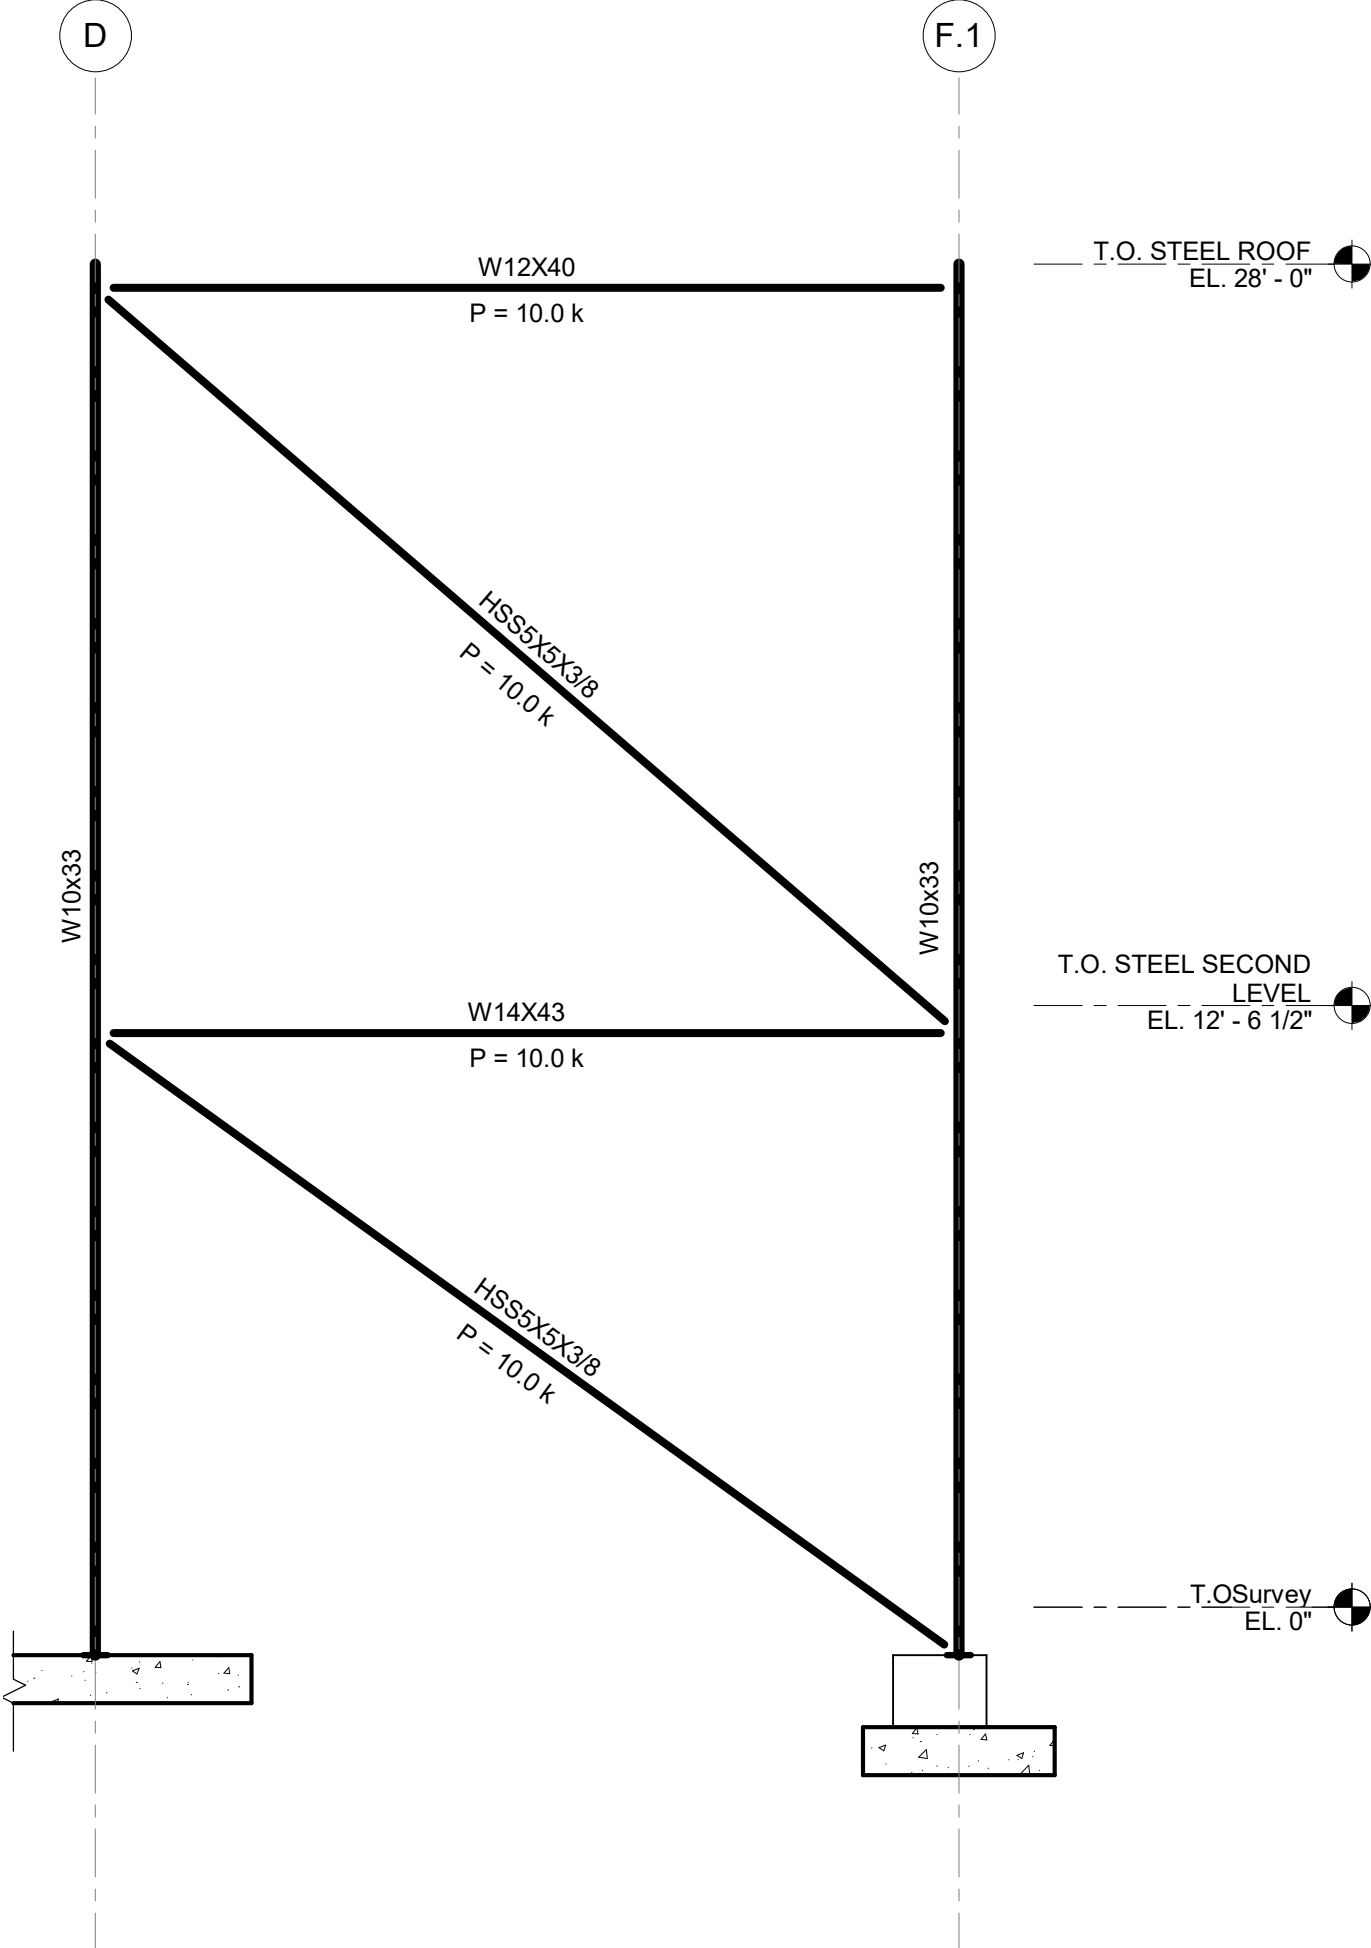 D
F.1
T.O. STEEL ROOF
EL. 28' - 0"
W12X40
P = 10.0 k
HSS5X5X3/8
P = 10.0 k
W10x33
W10x33
T.O. STEEL SECOND
LEVEL
EL. 12' - 6 1/2"
W14X43
P = 10.0 k
HSS5X5X3/8
P = 10.0 k
T.OSurvey
EL. 0"